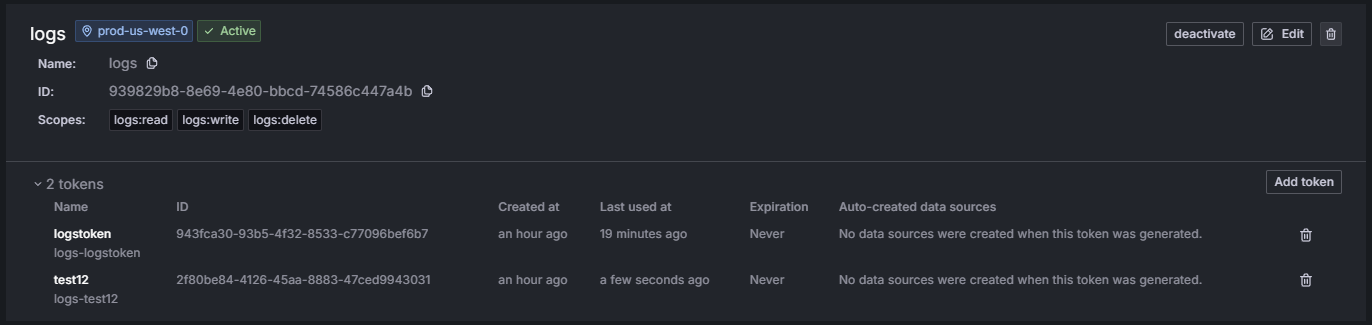 logs prod-us-west-0 Active deactivate Edit
Name: logs
ID: 939829b8-8e69-4e80-bbcd-74586c447a4b
Scopes: logs:read logs:write logs:delete
2 tokens Add token
Name ID Created at Last used at Expiration Auto-created data sources
logstoken 943fca30-93b5-4f32-8533-c77096bef6b7 an hour ago 19 minutes ago Never No data sources were created when this token was generated.
logs-logstoken
test12 2f80be84-4126-45aa-8883-47ced9943031 an hour ago a few seconds ago Never No data sources were created when this token was generated.
logs-test12